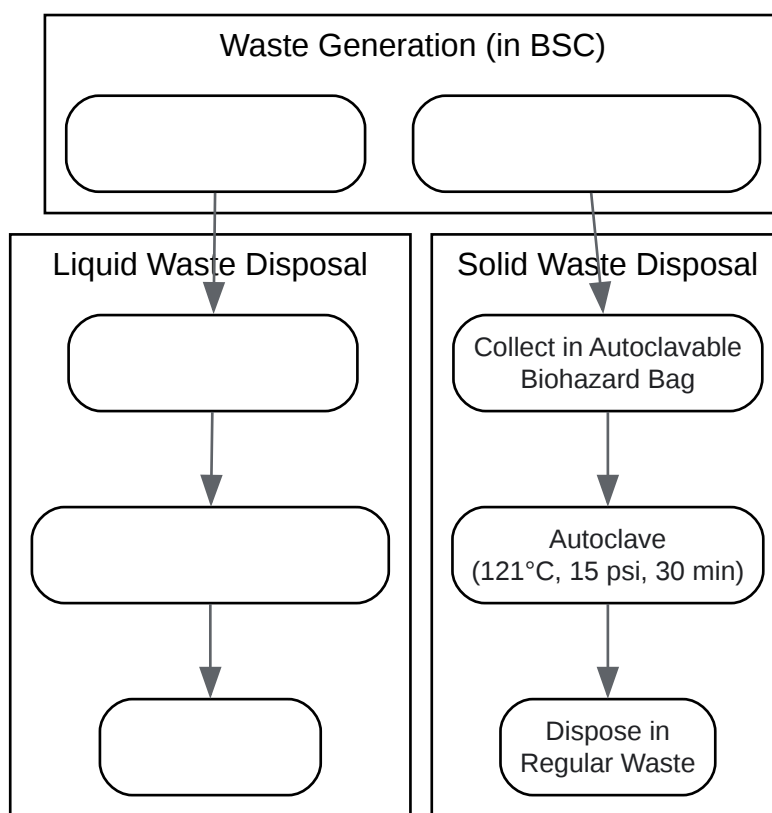 Waste Generation (in BSC)
Liquid Waste Disposal
Solid Waste Disposal
Collect in Autoclavable
Biohazard Bag
Autoclave
(121°C, 15 psi, 30 min)
Dispose in
Regular Waste